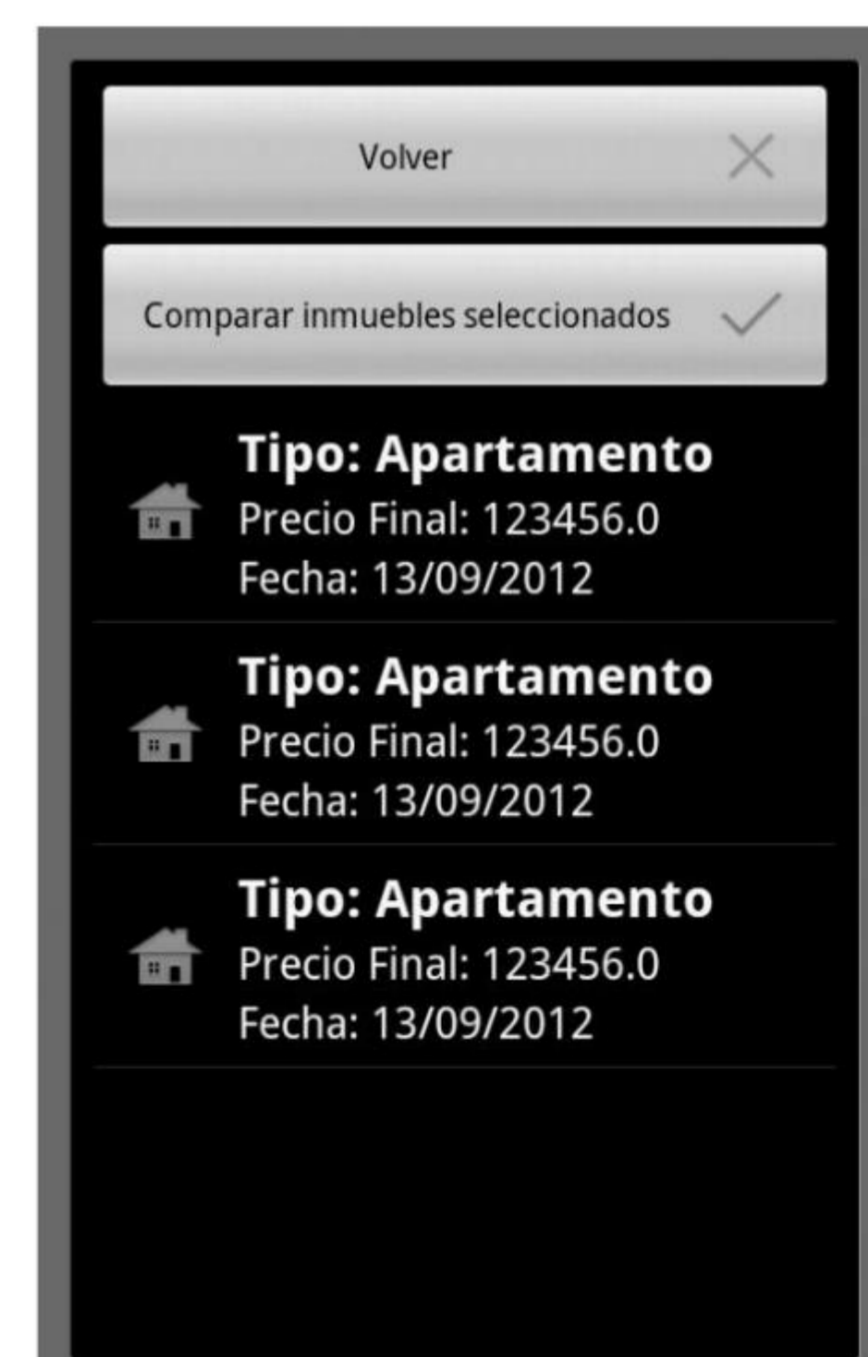 Volver
Comparar inmuebles seleccionados
Tipo: Apartamento
Precio Final: 123456.0
Fecha: 13/09/2012
Tipo: Apartamento
Precio Final: 123456.0
Fecha: 13/09/2012
Tipo: Apartamento
Precio Final: 123456.0
Fecha: 13/09/2012